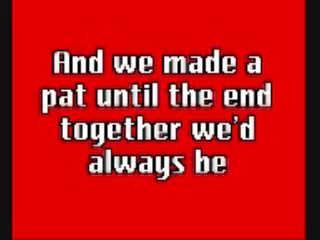 And we made a
pat until the end
together we'd
always be